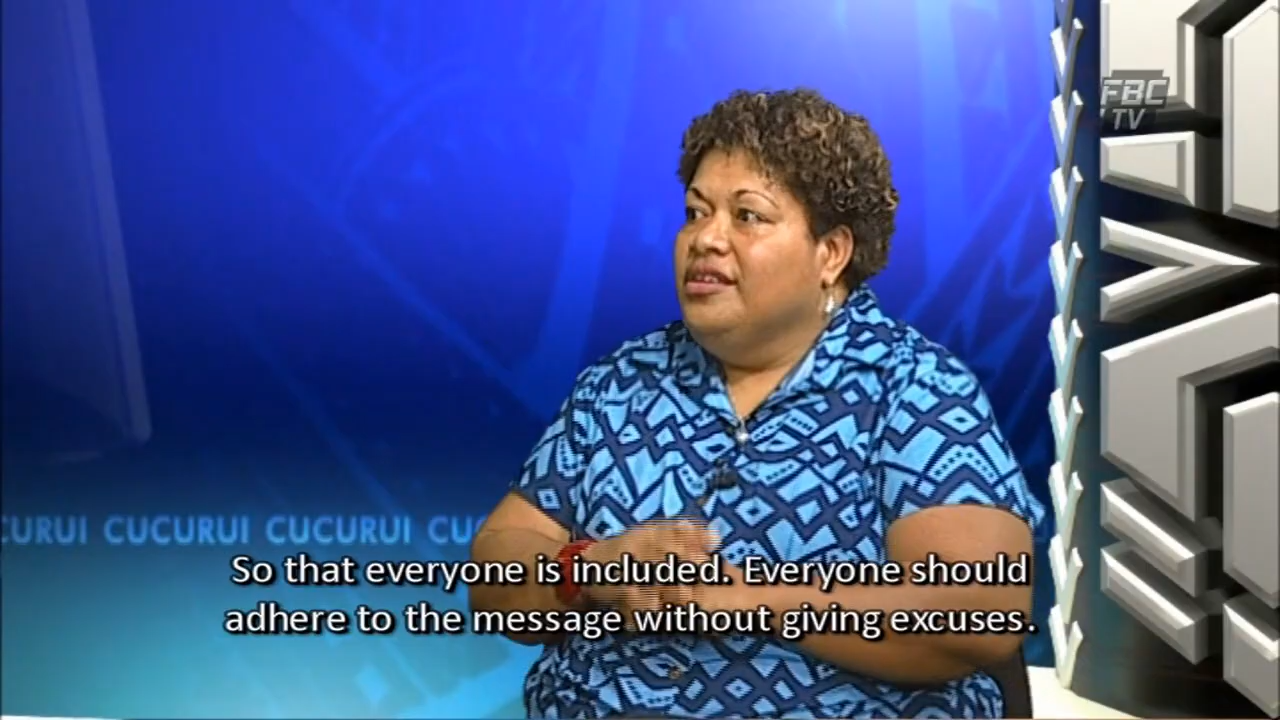 FBC
TV
CURUI CUCURUI CUCURUI CUC
So that everyone is included. Everyone should
adhere to the message without giving excuses.